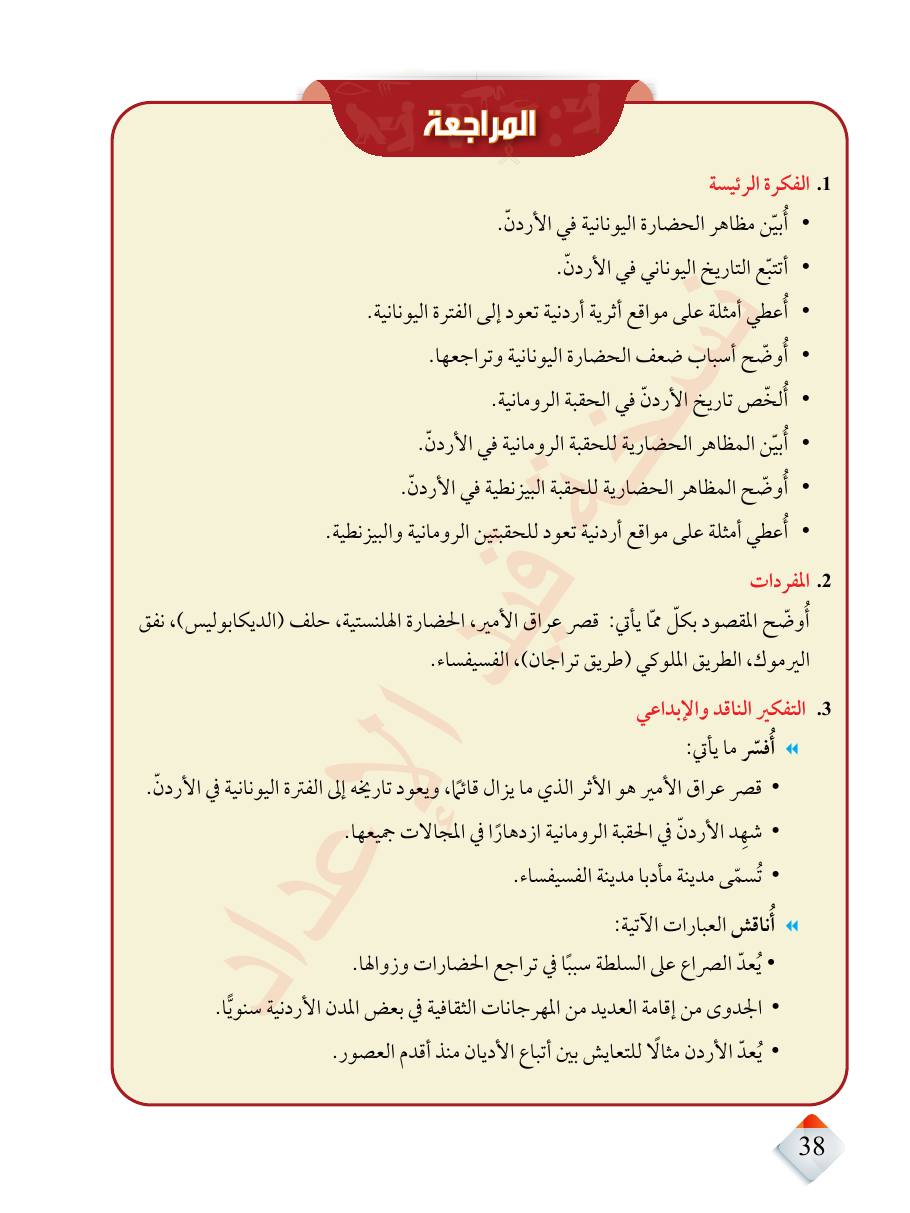 المراجعة
1. الفكرة الرئيسة
• أُبيّن مظاهر الحضارة اليونانية في الأردنّ.
• أتتبّع التاريخ اليوناني في الأردنّ.
• أُعطي أمثلة على مواقع أثرية أردنية تعود إلى الفترة اليونانية.
• أُوضّح أسباب ضعف الحضارة اليونانية وتراجعها.
• أُلخّص تاريخ الأردنّ في الحقبة الرومانية.
• أُبيّن المظاهر الحضارية للحقبة الرومانية في الأردنّ.
• أُوضّح المظاهر الحضارية للحقبة البيزنطية في الأردنّ.
• أُعطي أمثلة على مواقع أردنية تعود للحقبتين الرومانية والبيزنطية.
2. المفردات
أُوضّح المقصود بكلّ ممّا يأتي: قصر عراق الأمير، الحضارة الهلنستية، حلف (الديكابوليس)، نفق
اليرموك، الطريق الملوكي (طريق تراجان)، الفسيفساء.
3. التفكير الناقد والإبداعي
أُفسّر ما يأتي:
• قصر عراق الأمير هو الأثر الذي ما يزال قائمًا، ويعود تاريخه إلى الفترة اليونانية في الأردنّ.
• شهِد الأردنّ في الحقبة الرومانية ازدهارًا في المجالات جميعها.
• تُسمّى مدينة مأدبا مدينة الفسيفساء.
أُناقش العبارات الآتية:
• يُعدّ الصراع على السلطة سببًا في تراجع الحضارات وزوالها.
• الجدوى من إقامة العديد من المهرجانات الثقافية في بعض المدن الأردنية سنويًّا.
• يُعدّ الأردن مثالًا للتعايش بين أتباع الأديان منذ أقدم العصور.
نسخة قيد الإعداد
38